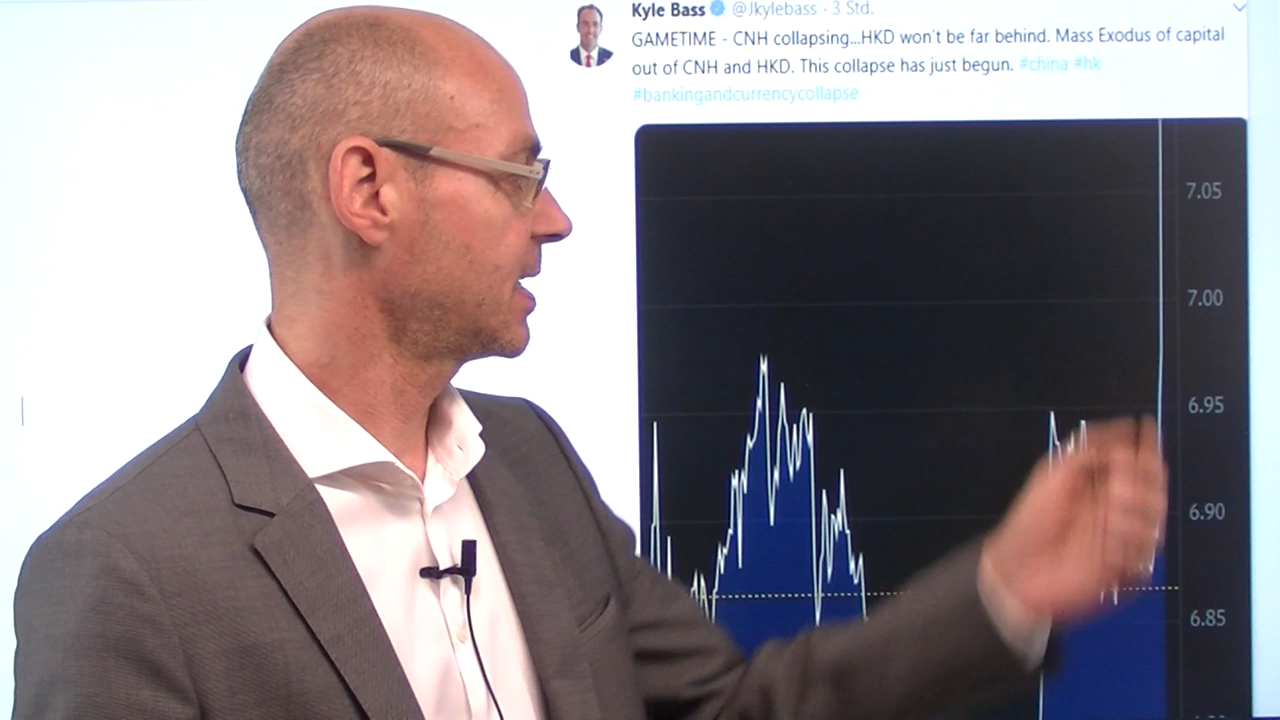 Kyle Bass @Jkylebass - 3 Std.
GAMETIME - CNH collapsing...HKD won't be far behind. Mass Exodus of capital
out of CNH and HKD. This collapse has just begun. #china #hk
#bankingandcurrencycollapse
7.05
7.00
6.95
6.90
6.85